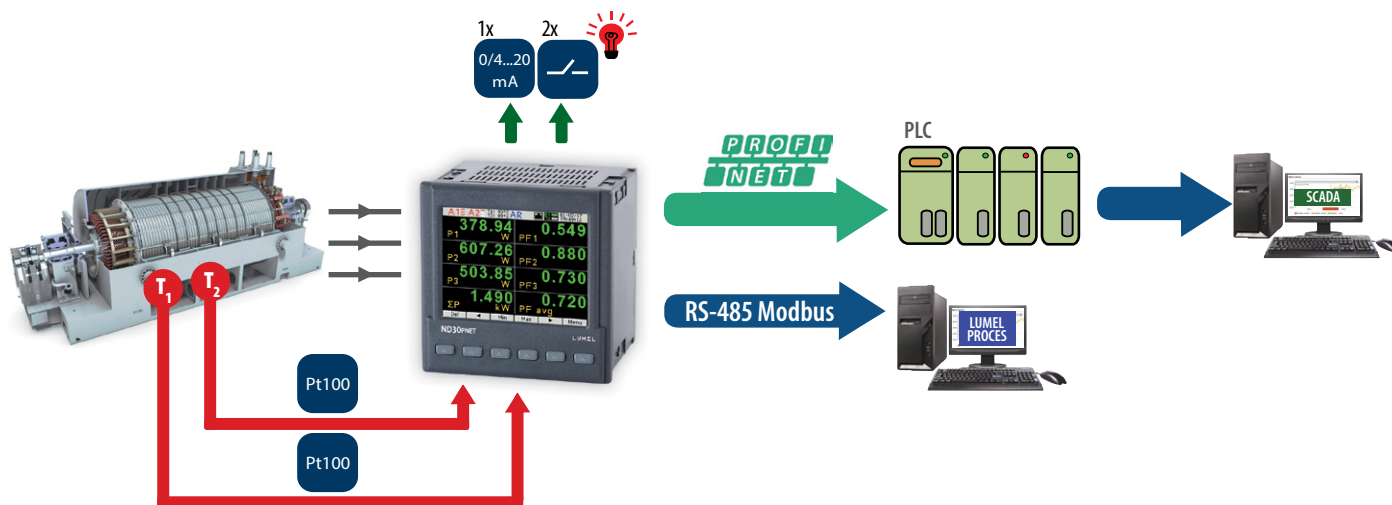 1x
2x
0/4...20
mA
PROFI
NET
PLC
SCADA
A1 A2 AR
378.94
P1 W
0.549
PF1
607.26
P2 W
0.880
PF2
503.85
P3 W
0.730
PF3
1.490
ΣP kW
0.720
PF avg
Min Max Menu
ND30PNET
LUMEL
T1
T2
RS-485 Modbus
LUMEL
PROCES
Pt100
Pt100